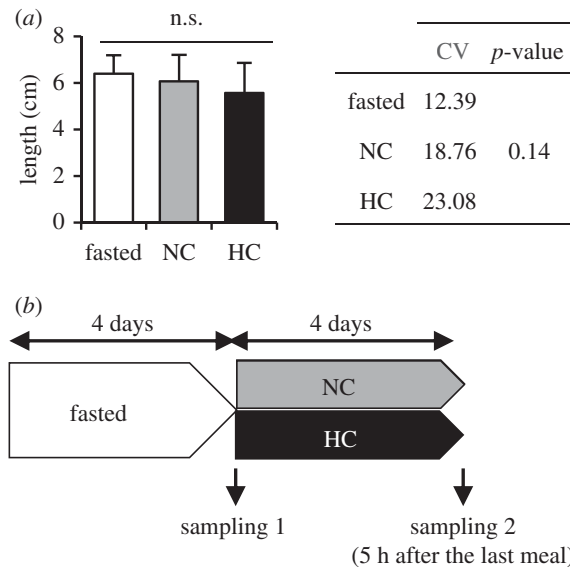 (a)
n.s.
length (cm)
8
6
4
2
0
fasted NC HC
CV p-value
fasted 12.39
NC 18.76 0.14
HC 23.08
(b)
4 days 4 days
fasted
NC
HC
sampling 1 sampling 2
(5 h after the last meal)